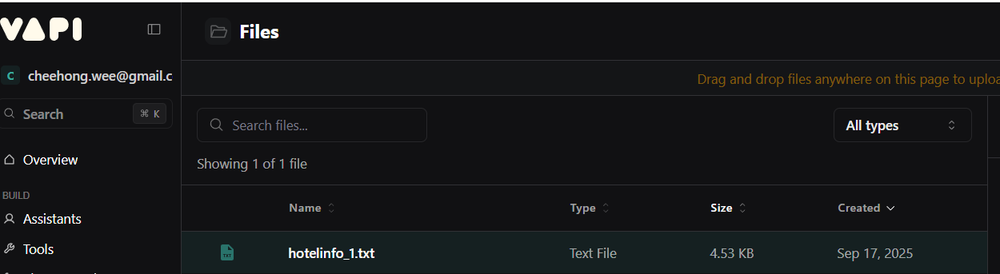 VAPI
Files
C cheehong.wee@gmail.c
Drag and drop files anywhere on this page to uploa
Search ⌘ K
Search files...
All types
Overview
Showing 1 of 1 file
BUILD
Name Type Size Created
Assistants
Tools
TXT hotelinfo_1.txt Text File 4.53 KB Sep 17, 2025